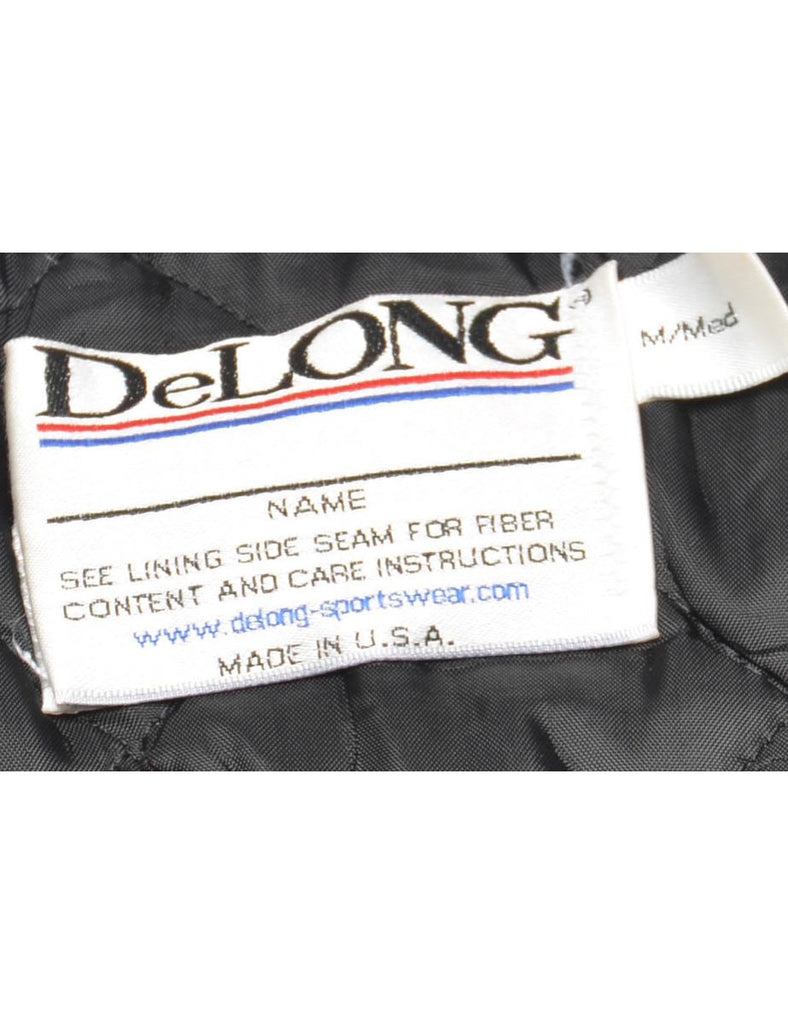 DeLONG®
M/Med
NAME
SEE LINING SIDE SEAM FOR FIBER
CONTENT AND CARE INSTRUCTIONS
www.delong-sportswear.com
MADE IN U.S.A.